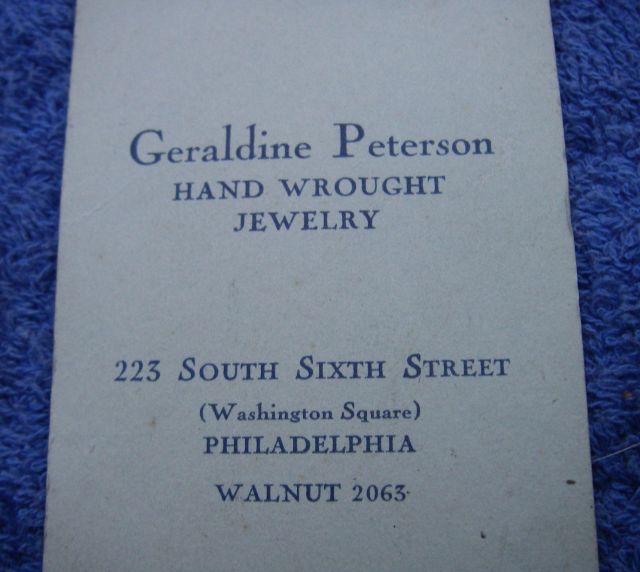 Geraldine Peterson
HAND WROUGHT
JEWELRY
223 SOUTH SIXTH STREET
(Washington Square)
PHILADELPHIA
WALNUT 2063